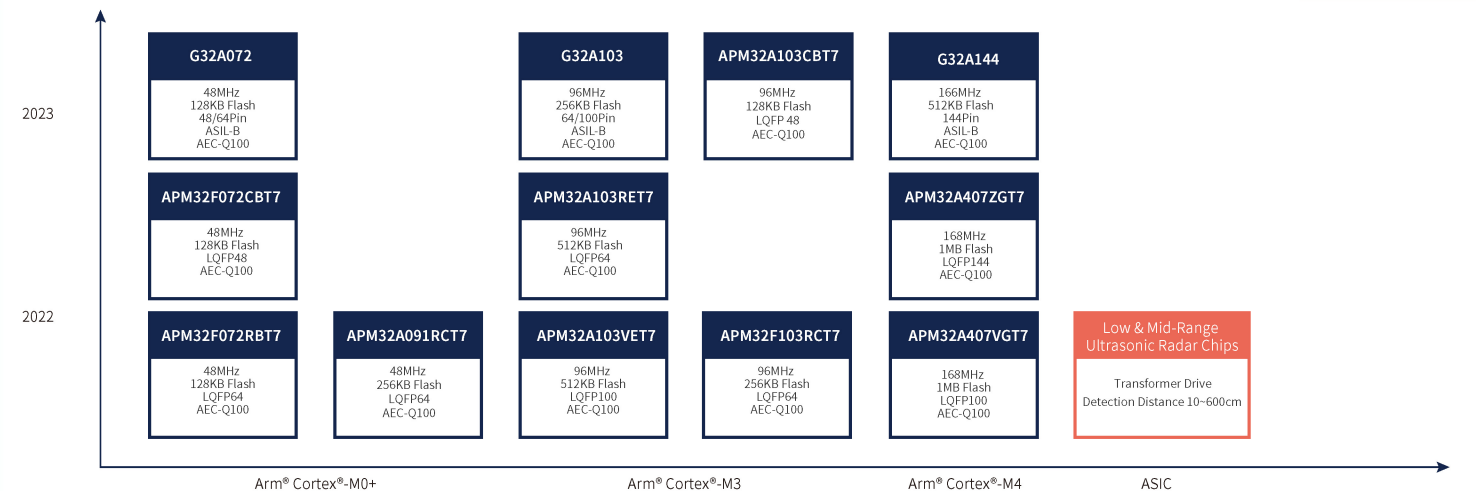 2023
G32A072
48MHz
128KB Flash
48/64Pin
ASIL-B
AEC-Q100
G32A103
96MHz
256KB Flash
64/100Pin
ASIL-B
AEC-Q100
APM32A103CBT7
96MHz
128KB Flash
LQFP 48
AEC-Q100
G32A144
166MHz
512KB Flash
144Pin
ASIL-B
AEC-Q100
APM32F072CBT7
48MHz
128KB Flash
LQFP48
AEC-Q100
APM32A103RET7
96MHz
512KB Flash
LQFP64
AEC-Q100
APM32A407ZGT7
168MHz
1MB Flash
LQFP144
AEC-Q100
2022
APM32F072RBT7
48MHz
128KB Flash
LQFP64
AEC-Q100
APM32A091RCT7
48MHz
256KB Flash
LQFP64
AEC-Q100
APM32A103VET7
96MHz
512KB Flash
LQFP100
AEC-Q100
APM32F103RCT7
96MHz
256KB Flash
LQFP64
AEC-Q100
APM32A407VGT7
168MHz
1MB Flash
LQFP100
AEC-Q100
Low & Mid-Range
Ultrasonic Radar Chips
Transformer Drive
Detection Distance 10~600cm
Arm® Cortex®-M0+
Arm® Cortex®-M3
Arm® Cortex®-M4
ASIC